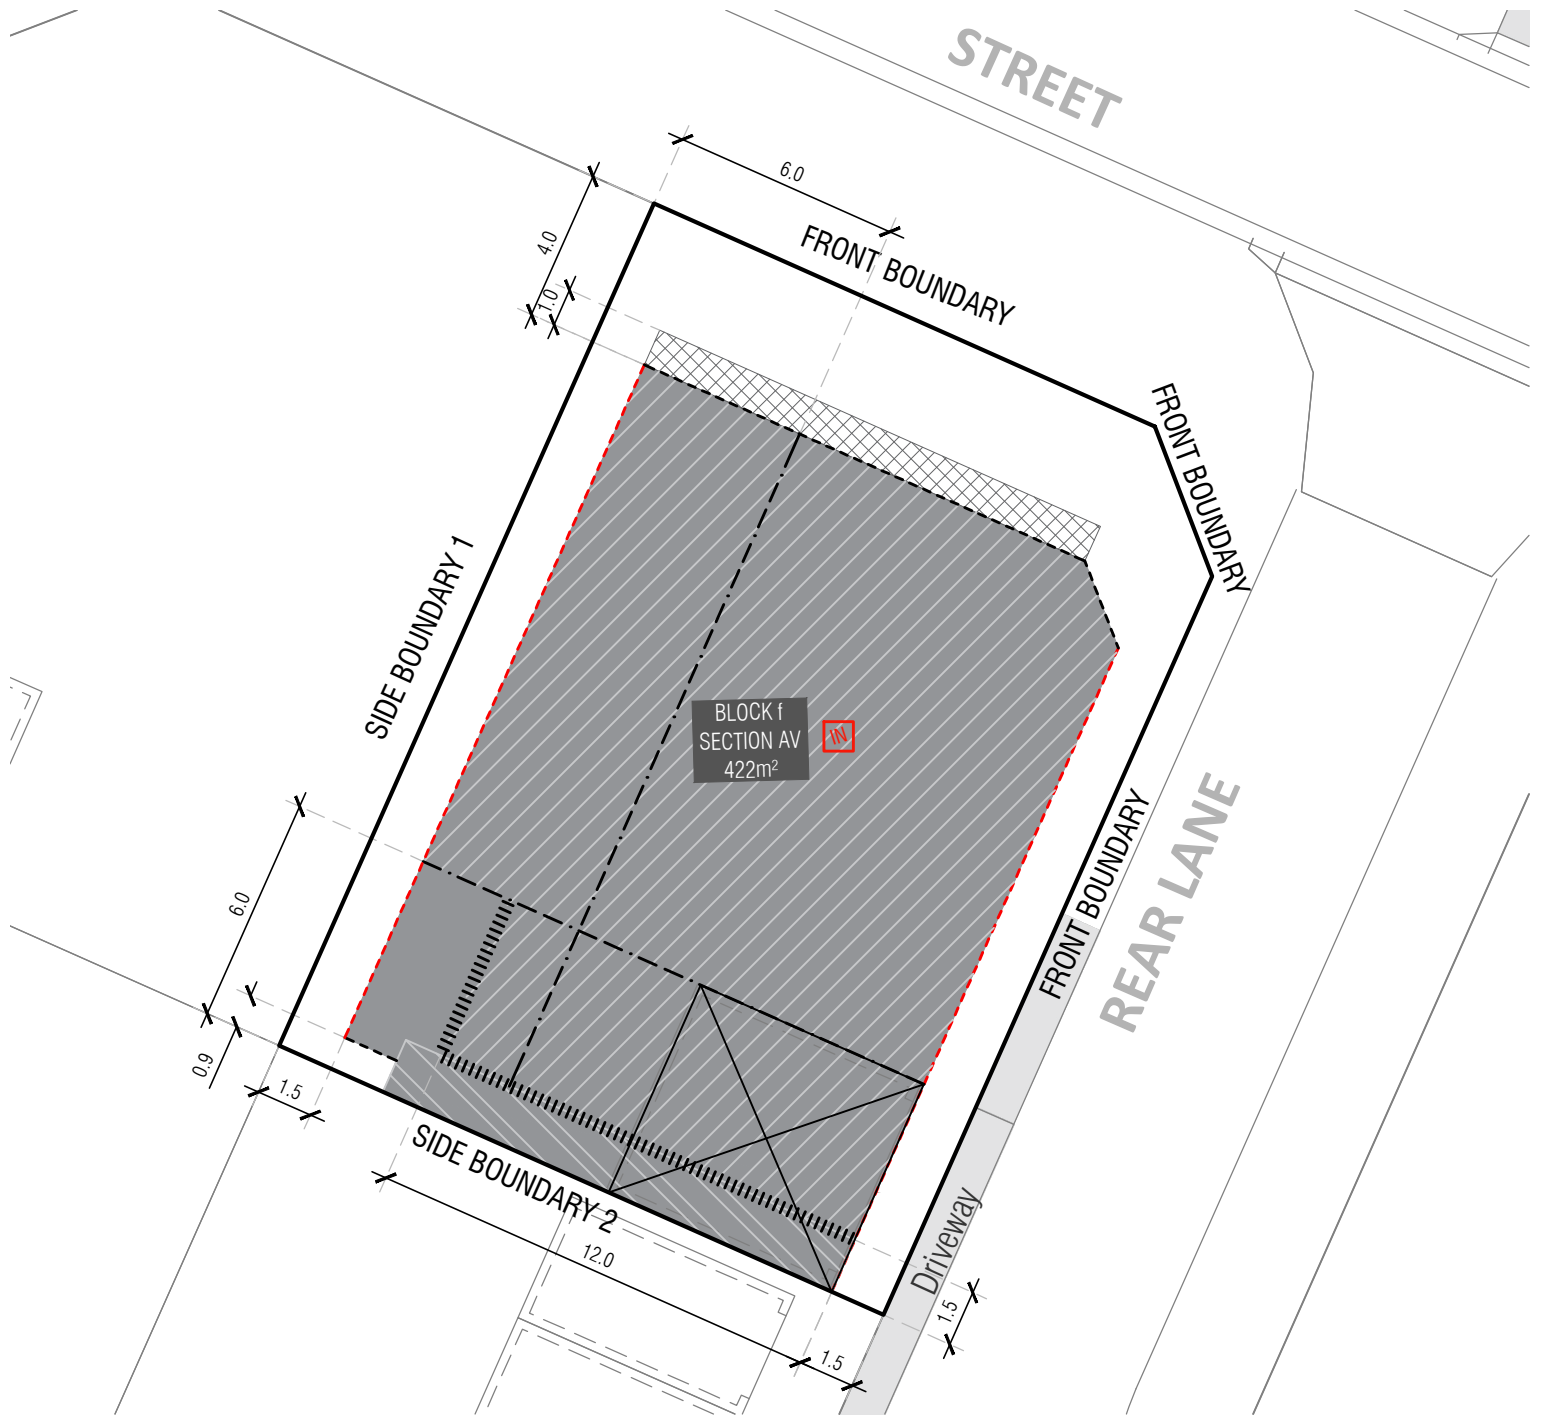 STREET
6.0
4.0
1.0
FRONT BOUNDARY
FRONT BOUNDARY
SIDE BOUNDARY 1
BLOCK f
SECTION AV
422m²
IN
FRONT BOUNDARY
REAR LANE
6.0
0.9
1.5
SIDE BOUNDARY 2
12.0
Driveway
1.5
1.5